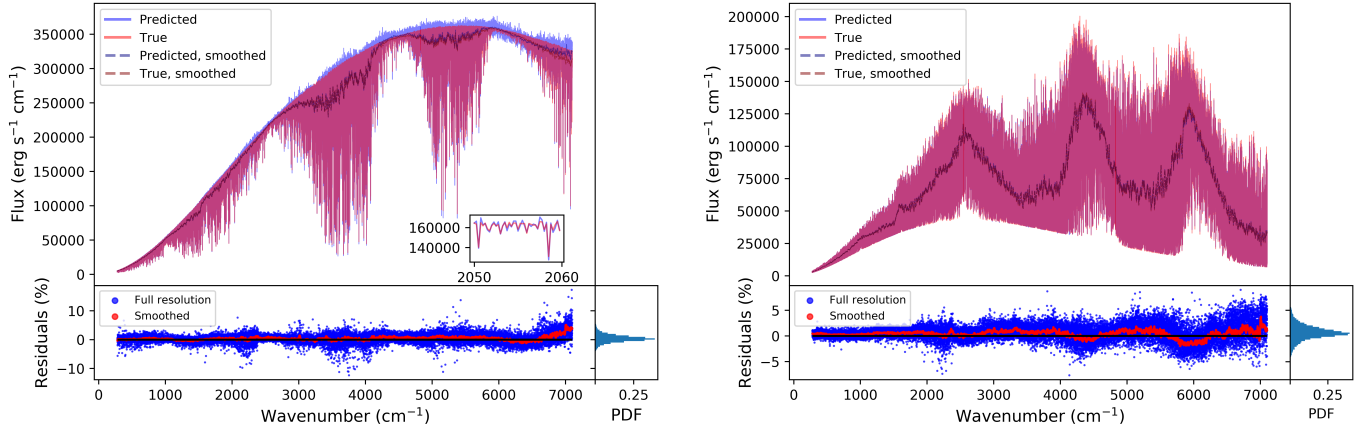 Predicted
True
Predicted, smoothed
True, smoothed
Flux (erg s⁻¹ cm⁻¹)
350000
300000
250000
200000
150000
100000
50000
0
160000
140000
2050
2060
Full resolution
Smoothed
Residuals (%)
10
0
−10
0
1000
2000
3000
4000
5000
6000
7000
0.25
Wavenumber (cm⁻¹)
PDF
Predicted
True
Predicted, smoothed
True, smoothed
Flux (erg s⁻¹ cm⁻¹)
200000
175000
150000
125000
100000
75000
50000
25000
0
Full resolution
Smoothed
Residuals (%)
5
0
−5
0
1000
2000
3000
4000
5000
6000
7000
0.25
Wavenumber (cm⁻¹)
PDF